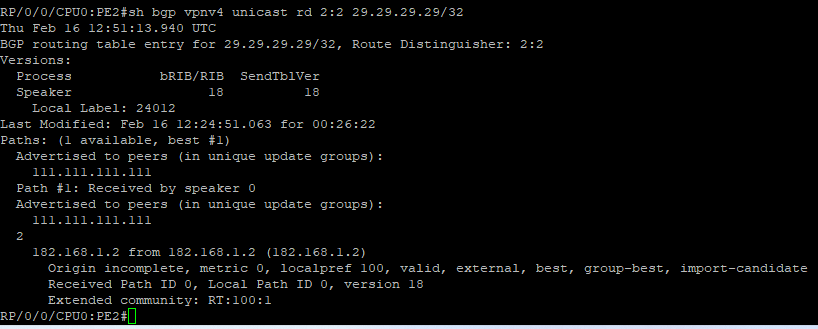 RP/0/0/CPU0:PE2#sh bgp vpnv4 unicast rd 2:2 29.29.29.29/32
Thu Feb 16 12:51:13.940 UTC
BGP routing table entry for 29.29.29.29/32, Route Distinguisher: 2:2
Versions:
  Process           bRIB/RIB  SendTblVer
  Speaker                 18          18
    Local Label: 24012
Last Modified: Feb 16 12:24:51.063 for 00:26:22
Paths: (1 available, best #1)
  Advertised to peers (in unique update groups):
    111.111.111.111
  Path #1: Received by speaker 0
  Advertised to peers (in unique update groups):
    111.111.111.111
  2
    182.168.1.2 from 182.168.1.2 (182.168.1.2)
      Origin incomplete, metric 0, localpref 100, valid, external, best, group-best, import-candidate
      Received Path ID 0, Local Path ID 0, version 18
      Extended community: RT:100:1
RP/0/0/CPU0:PE2#